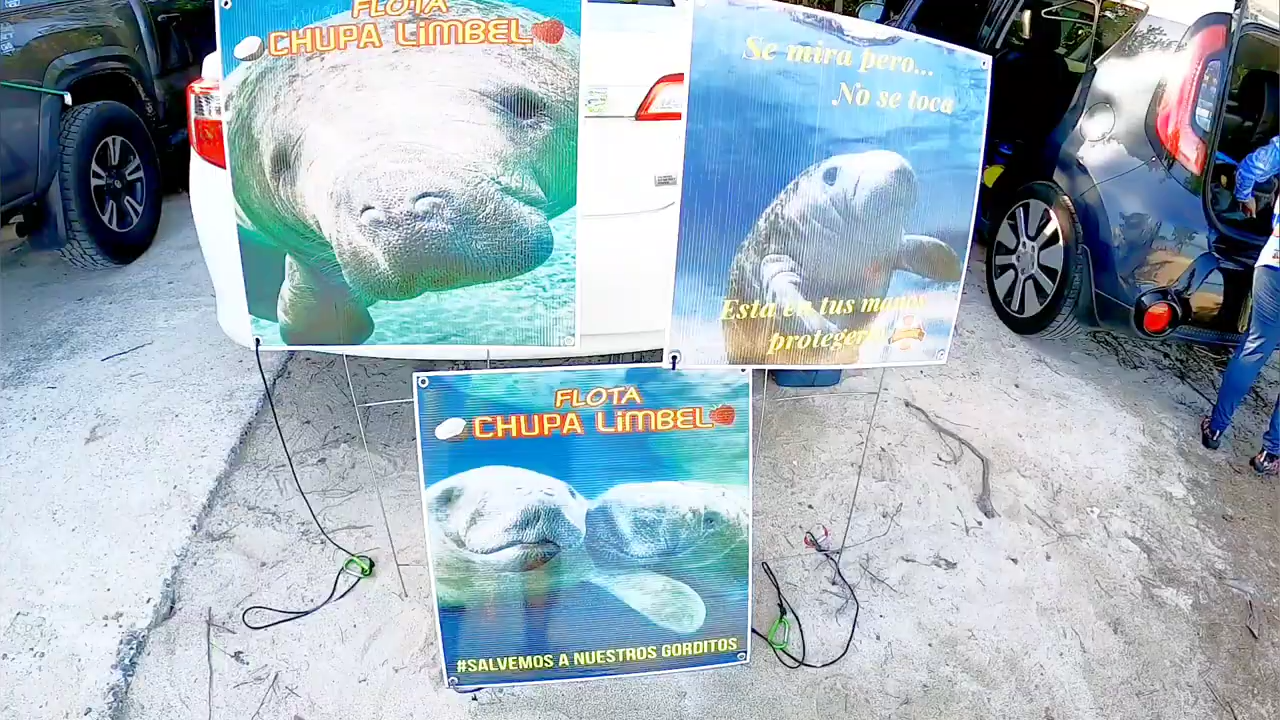 FLOTA
CHUPA LiMBEL
Se mira pero...
No se toca
Esta en tus manos
proteger
FLOTA
CHUPA LiMBEL
#SALVEMOS A NUESTROS GORDITOS